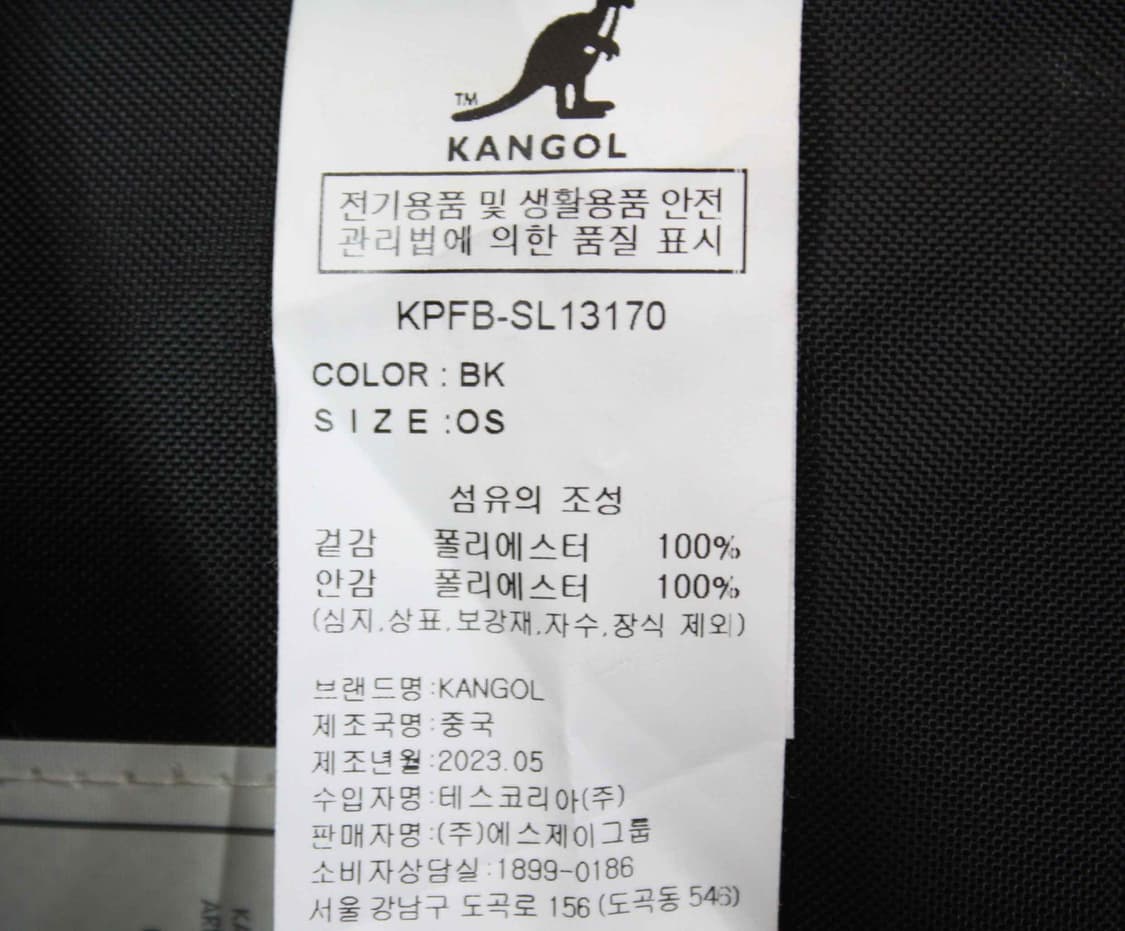 TM
KANGOL
전기용품 및 생활용품 안전
관리법에 의한 품질 표시
KPFB-SL13170
COLOR : BK
SIZE :OS
섬유의 조성
겉감 폴리에스터 100%
안감 폴리에스터 100%
(심지,상표,보강재,자수,장식 제외)
브랜드명:KANGOL
제조국명:중국
제조년월:2023.05
수입자명:테스코리아(주)
판매자명:(주)에스제이그룹
소비자상담실:1899-0186
서울 강남구 도곡로 156 (도곡동 546)